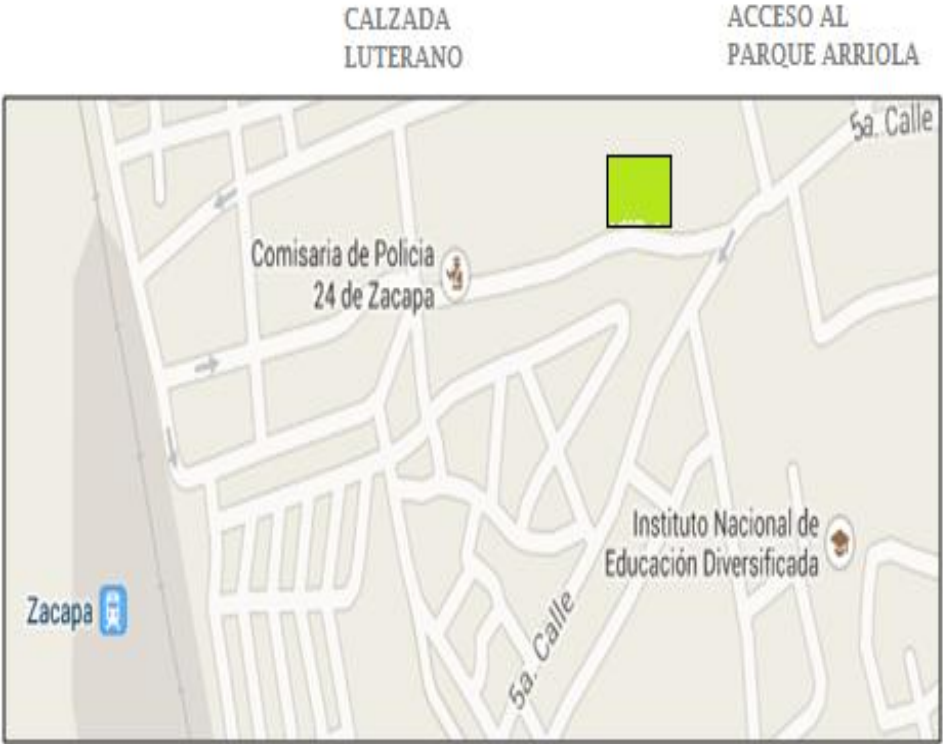 CALZADA
LUTERANO
ACCESO AL
PARQUE ARRIOLA
5a. Calle
Comisaria de Policia
24 de Zacapa
Instituto Nacional de
Educación Diversificada
Zacapa
5a. Calle